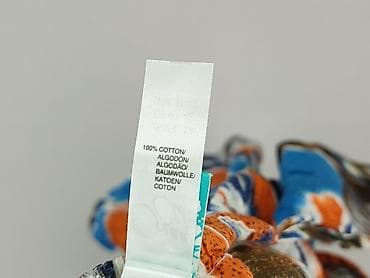 100% COTTON/
ALGODÓN/
ALGODÃO/
BAUMWOLLE/
KATOEN/
COTON